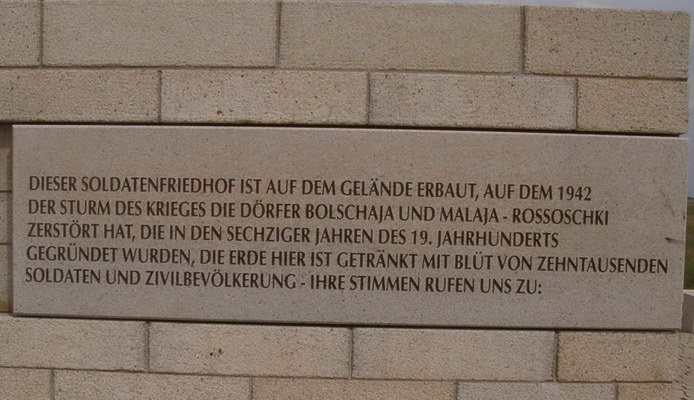 DIESER SOLDATENFRIEDHOF IST AUF DEM GELÄNDE ERBAUT, AUF DEM 1942
DER STURM DES KRIEGES DIE DÖRFER BOLSCHAJA UND MALAJA - ROSSOSCHKI
ZERSTÖRT HAT, DIE IN DEN SECHZIGER JAHREN DES 19. JAHRHUNDERTS
GEGRÜNDET WURDEN, DIE ERDE HIER IST GETRÄNKT MIT BLÜT VON ZEHNTAUSENDEN
SOLDATEN UND ZIVILBEVÖLKERUNG - IHRE STIMMEN RUFEN UNS ZU: